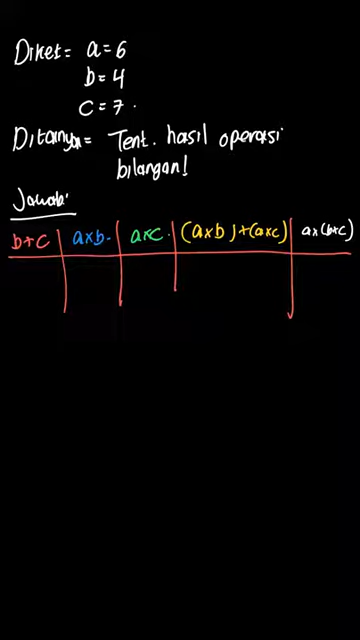 Diket = a = 6
b = 4
c = 7.
Ditanya = Tent. hasil operasi
bilangan!
Jawab:
b+c | a×b. | a×c. | (a×b)+(a×c) | a×(b+c)